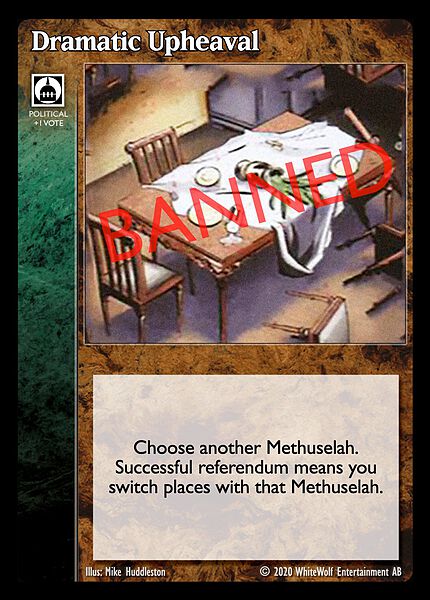 Dramatic Upheaval
POLITICAL
+1 VOTE
BANNED
Choose another Methuselah.
Successful referendum means you
switch places with that Methuselah.
Illus: Mike Huddleston
© 2020 WhiteWolf Entertainment AB